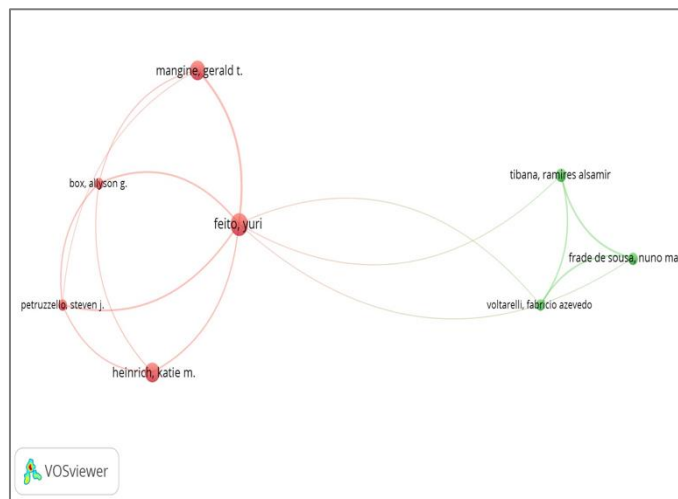 mangine, gerald t.
box, allyson g.
tibana, ramires alsamir
feito, yuri
frade de sousa, nuno ma
petruzzello, steven j.
voltarelli, fabricio azevedo
heinrich, katie m.
VOSviewer